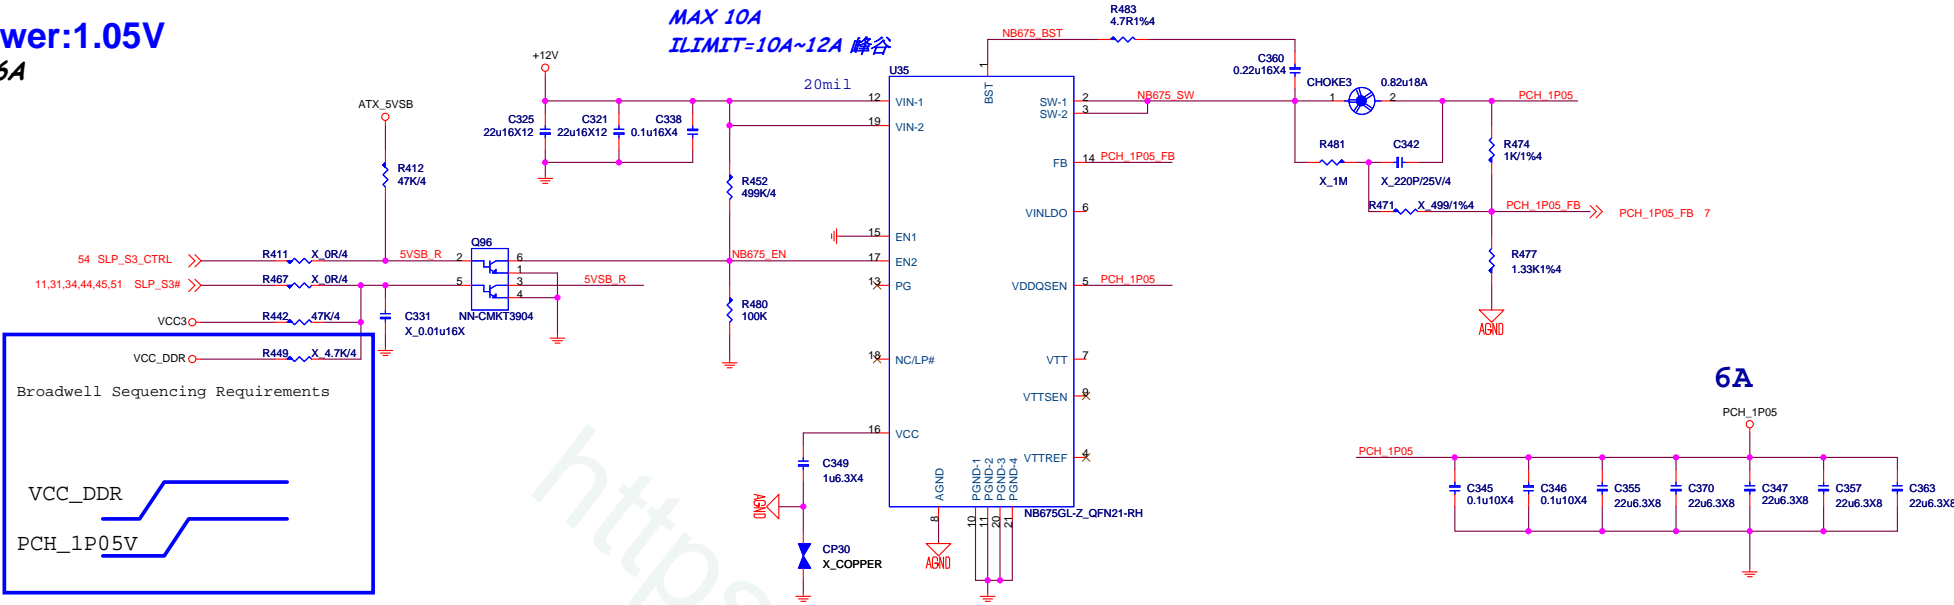 wer:1.05V
6A
MAX 10A
ILIMIT=10A~12A 峰谷
+12V
ATX_5VSB
20mil
C325
22u16X12
C321
22u16X12
C338
0.1u16X4
R412
47K/4
R452
499K/4
R480
100K
54 SLP_S3_CTRL
R411 X_0R/4
5VSB_R
11,31,34,44,45,51 SLP_S3#
R467 X_0R/4
VCC3
R442 47K/4
VCC_DDR
R449 X_4.7K/4
C331
X_0.01u16X
Q96
2 6
1
5 3
4
NN-CMKT3904
5VSB_R
NB675_EN
Broadwell Sequencing Requirements
VCC_DDR
PCH_1P05V
U35
12 VIN-1
19 VIN-2
15 EN1
17 EN2
13 PG
18 NC/LP#
16 VCC
1 BST
SW-1 2
SW-2 3
FB 14 PCH_1P05_FB
VINLDO 6
VDDQSEN 5 PCH_1P05
VTT 7
VTTSEN 9
VTTREF 4
AGND 8
PGND-1 10
PGND-2 11
PGND-3 20
PGND-4 21
NB675GL-Z_QFN21-RH
C349
1u6.3X4
AGND
CP30
X_COPPER
AGND
NB675_BST
R483
4.7R1%4
C360
0.22u16X4
NB675_SW
CHOKE3 0.82u18A
1 2
PCH_1P05
R481
X_1M
C342
X_220P/25V/4
R474
1K/1%4
R471 X_499/1%4
PCH_1P05_FB
PCH_1P05_FB 7
R477
1.33K1%4
AGND
6A
PCH_1P05
PCH_1P05
C345
0.1u10X4
C346
0.1u10X4
C355
22u6.3X8
C370
22u6.3X8
C347
22u6.3X8
C357
22u6.3X8
C363
22u6.3X8
https